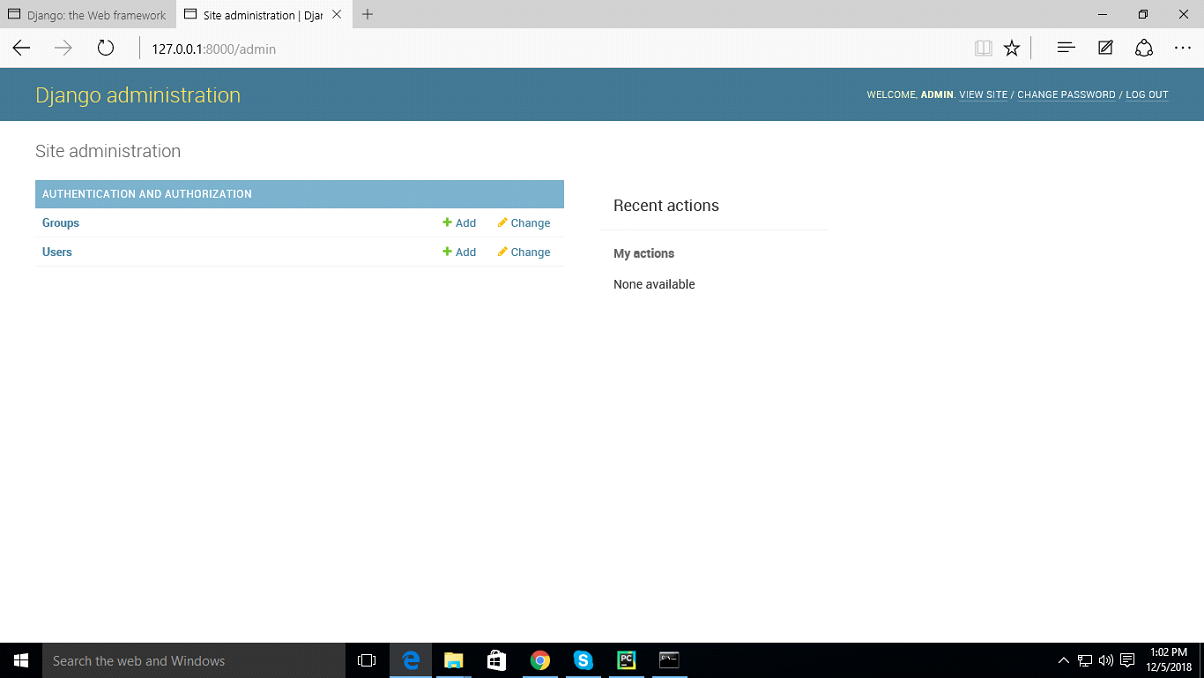 Django: the Web framework
Site administration | Djar
127.0.0.1:8000/admin
Django administration
WELCOME, ADMIN. VIEW SITE / CHANGE PASSWORD / LOG OUT
Site administration
AUTHENTICATION AND AUTHORIZATION
Groups Add Change
Users Add Change
Recent actions
My actions
None available
Search the web and Windows
PC
1:02 PM
12/5/2018